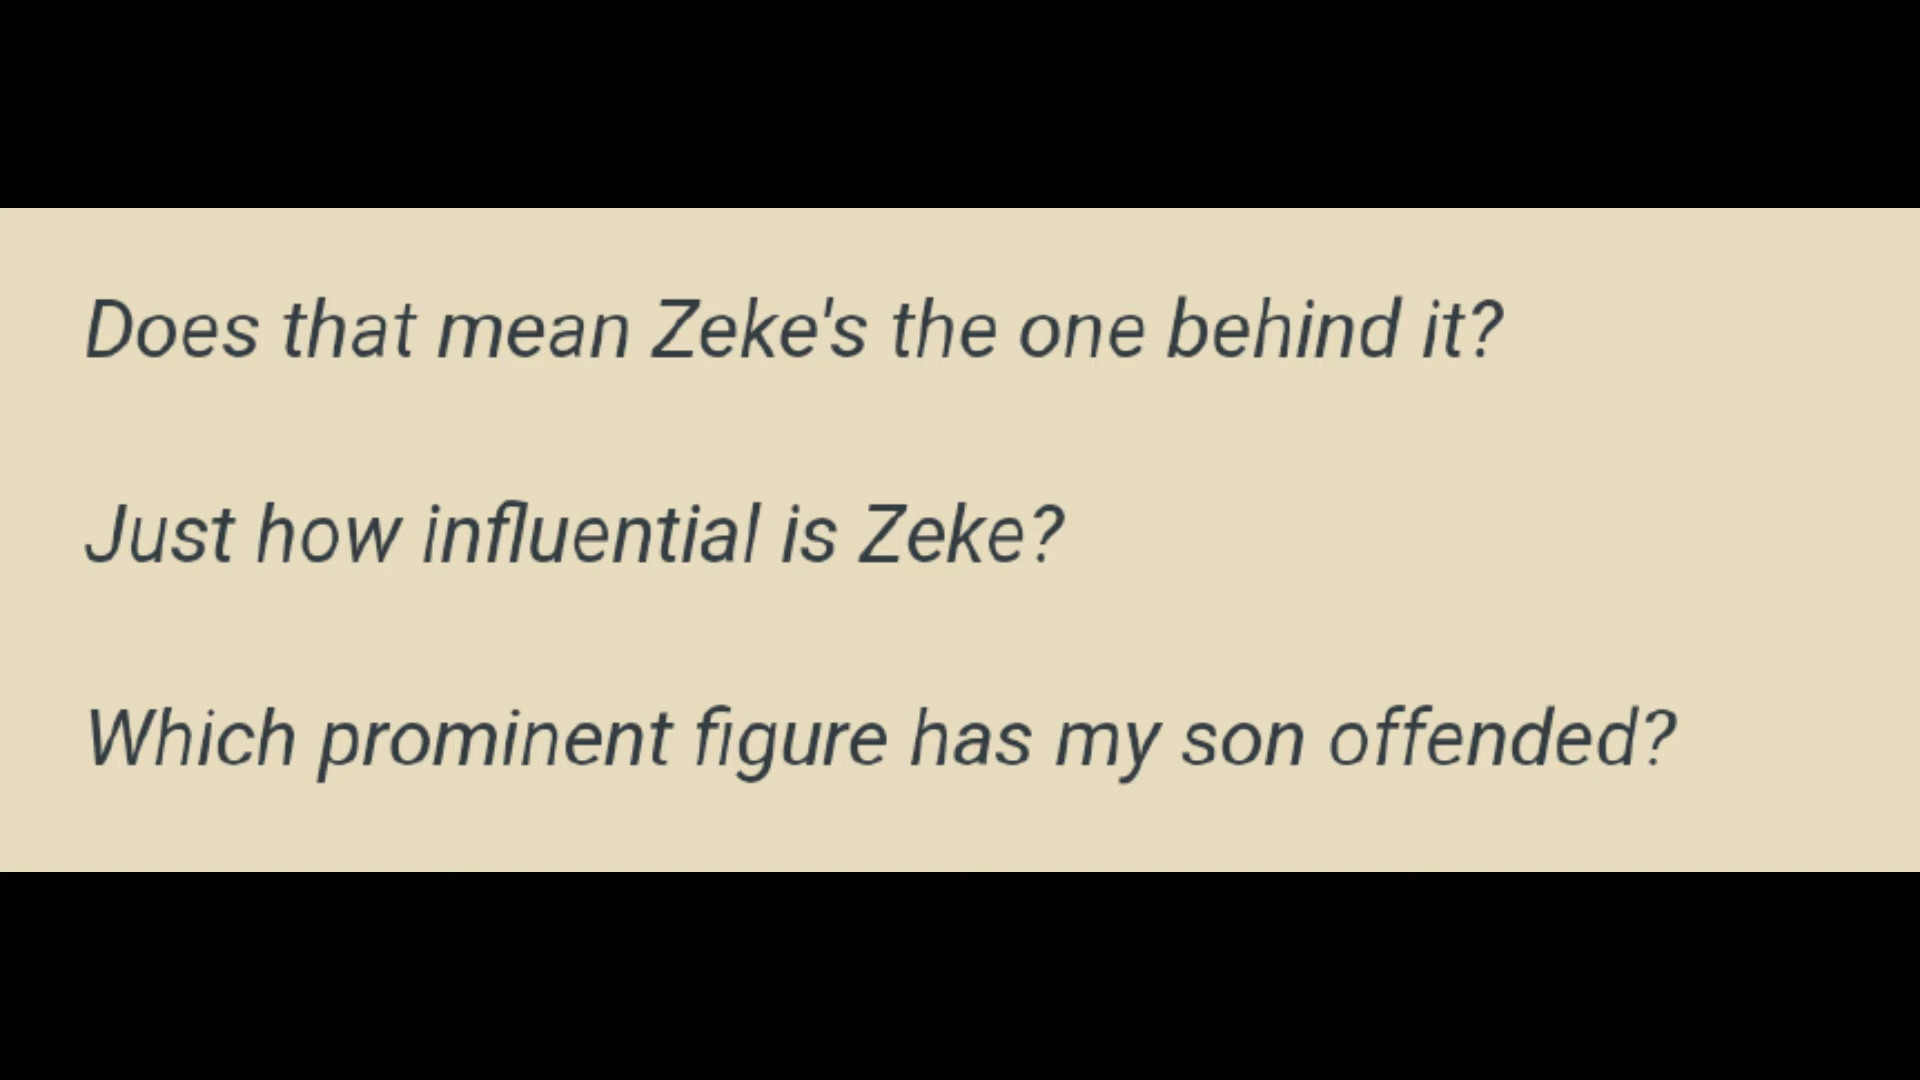 Does that mean Zeke's the one behind it?
Just how influential is Zeke?
Which prominent figure has my son offended?